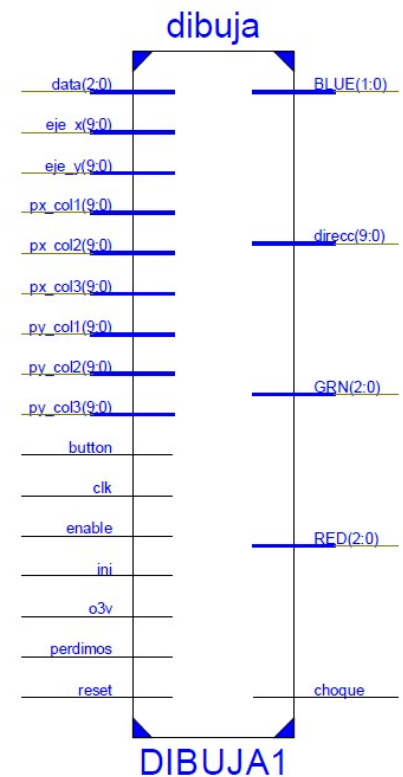 dibuja
data(2:0)
BLUE(1:0)
eje_x(9:0)
eje_y(9:0)
px_col1(9:0)
px_col2(9:0)
direcc(9:0)
px_col3(9:0)
py_col1(9:0)
py_col2(9:0)
GRN(2:0)
py_col3(9:0)
button
clk
enable
RED(2:0)
ini
o3v
perdimos
reset
choque
DIBUJA1